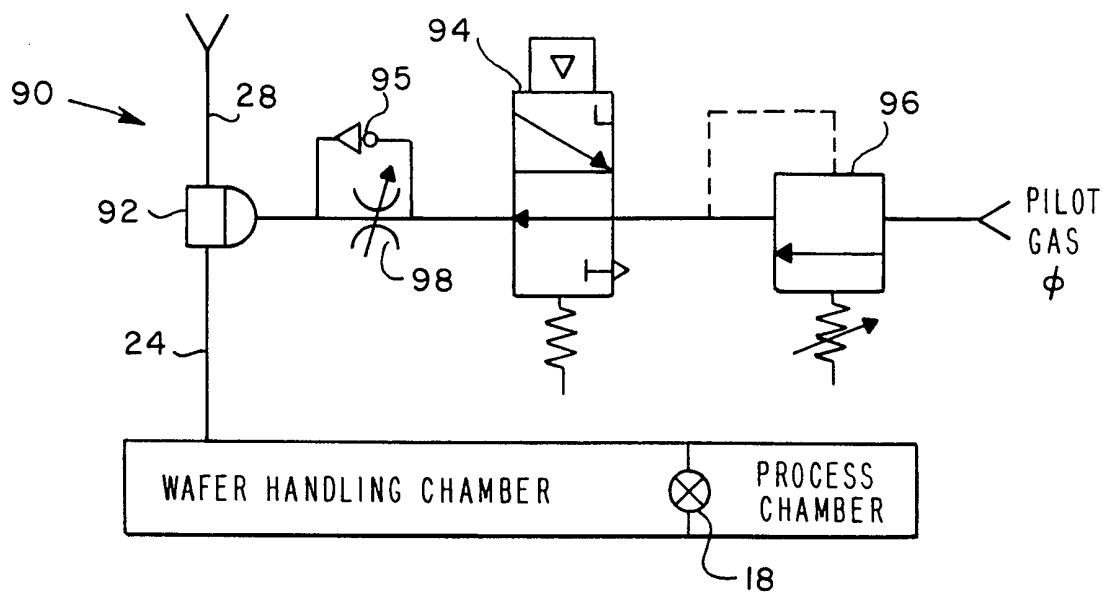 94
90
28
95
96
92
PILOT
GAS
ϕ
98
24
WAFER HANDLING CHAMBER
PROCESS
CHAMBER
18